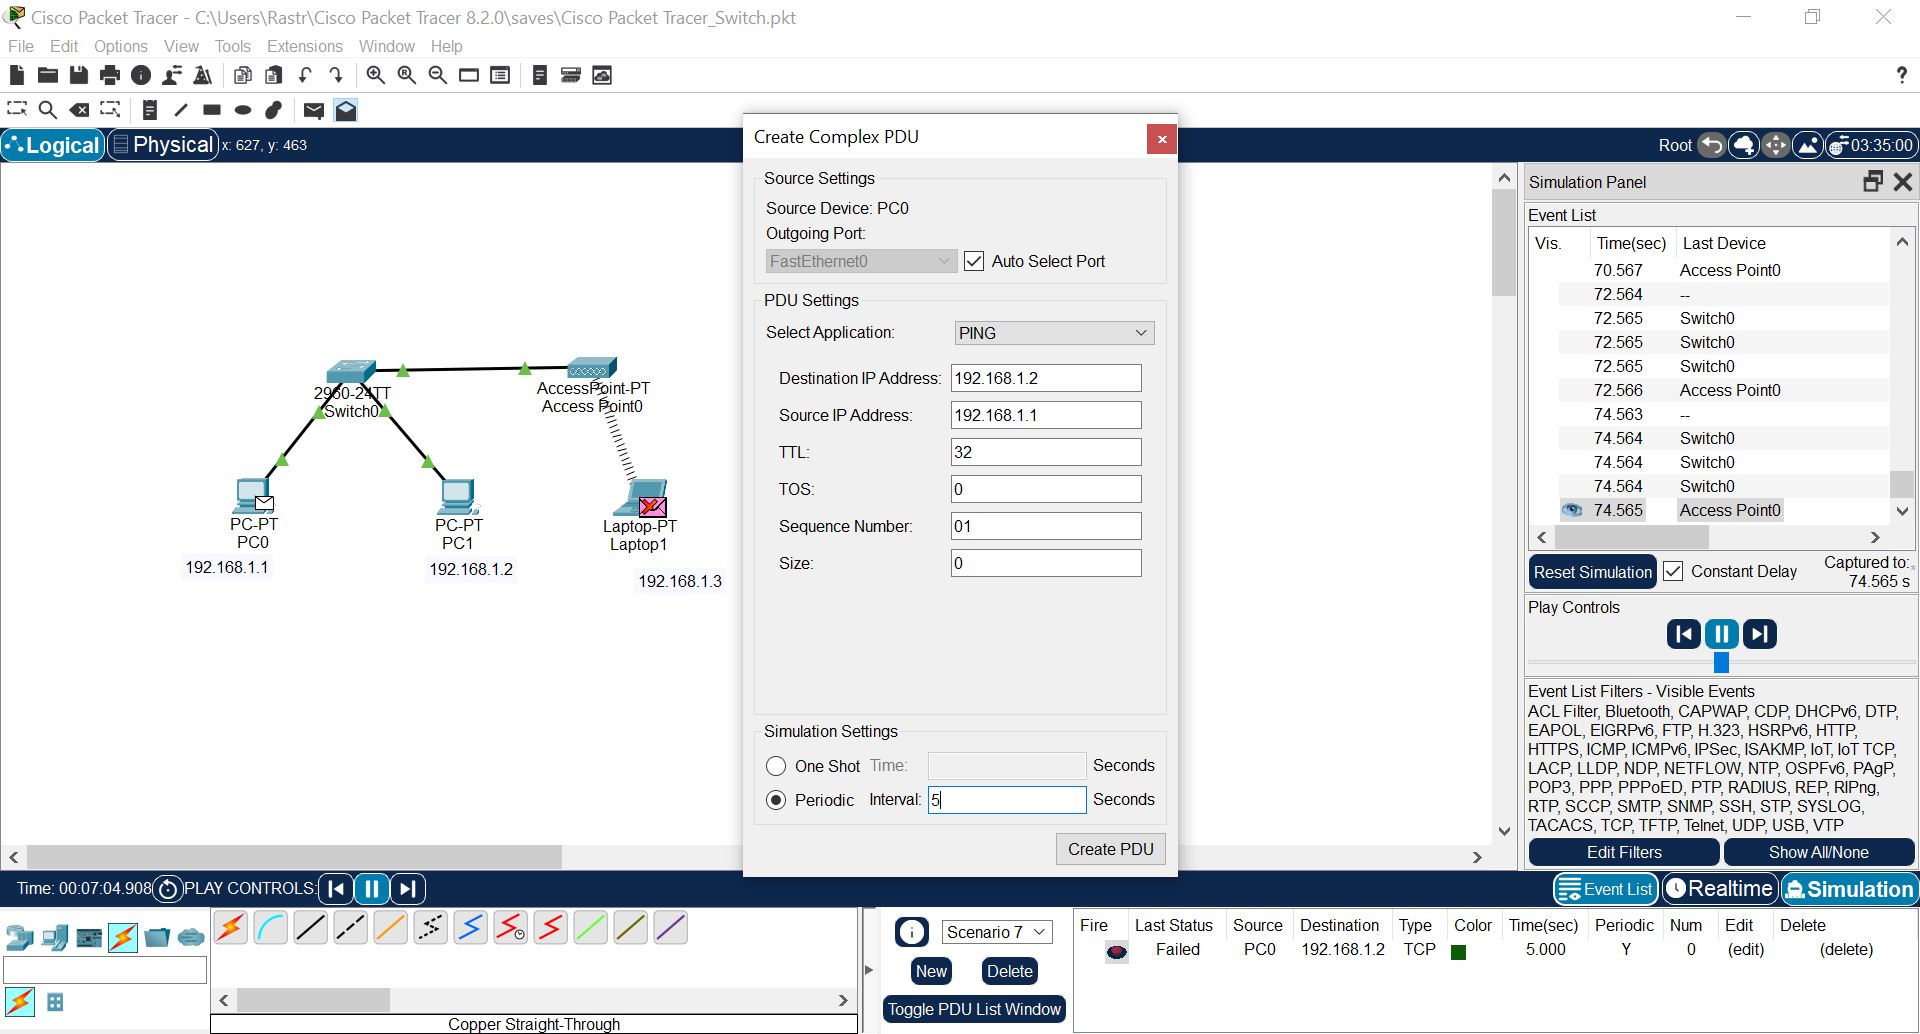 Cisco Packet Tracer - C:\Users\Rastr\Cisco Packet Tracer 8.2.0\saves\Cisco Packet Tracer_Switch.pkt
File Edit Options View Tools Extensions Window Help
?
Logical Physical x: 627, y: 463
Root 03:35:00
Create Complex PDU
Source Settings
Source Device: PC0
Outgoing Port:
FastEthernet0 Auto Select Port
PDU Settings
Select Application: PING
Destination IP Address: 192.168.1.2
Source IP Address: 192.168.1.1
TTL: 32
TOS: 0
Sequence Number: 01
Size: 0
Simulation Settings
One Shot Time: Seconds
Periodic Interval: 5 Seconds
Create PDU
2960-24TT
Switch0
AccessPoint-PT
Access Point0
PC-PT
PC0
192.168.1.1
PC-PT
PC1
192.168.1.2
Laptop-PT
Laptop1
192.168.1.3
Simulation Panel
Event List
Vis. Time(sec) Last Device
70.567 Access Point0
72.564 --
72.565 Switch0
72.565 Switch0
72.565 Switch0
72.566 Access Point0
74.563 --
74.564 Switch0
74.564 Switch0
74.564 Switch0
74.565 Access Point0
Reset Simulation Constant Delay Captured to:*
74.565 s
Play Controls
Event List Filters - Visible Events
ACL Filter, Bluetooth, CAPWAP, CDP, DHCPv6, DTP,
EAPOL, EIGRPv6, FTP, H.323, HSRPv6, HTTP,
HTTPS, ICMP, ICMPv6, IPSec, ISAKMP, IoT, IoT TCP,
LACP, LLDP, NDP, NETFLOW, NTP, OSPFv6, PAgP,
POP3, PPP, PPPoED, PTP, RADIUS, REP, RIPng,
RTP, SCCP, SMTP, SNMP, SSH, STP, SYSLOG,
TACACS, TCP, TFTP, Telnet, UDP, USB, VTP
Edit Filters Show All/None
Time: 00:07:04.908 PLAY CONTROLS:
Event List Realtime Simulation
Scenario 7
New Delete
Toggle PDU List Window
Fire Last Status Source Destination Type Color Time(sec) Periodic Num Edit Delete
Failed PC0 192.168.1.2 TCP 5.000 Y 0 (edit) (delete)
Copper Straight-Through